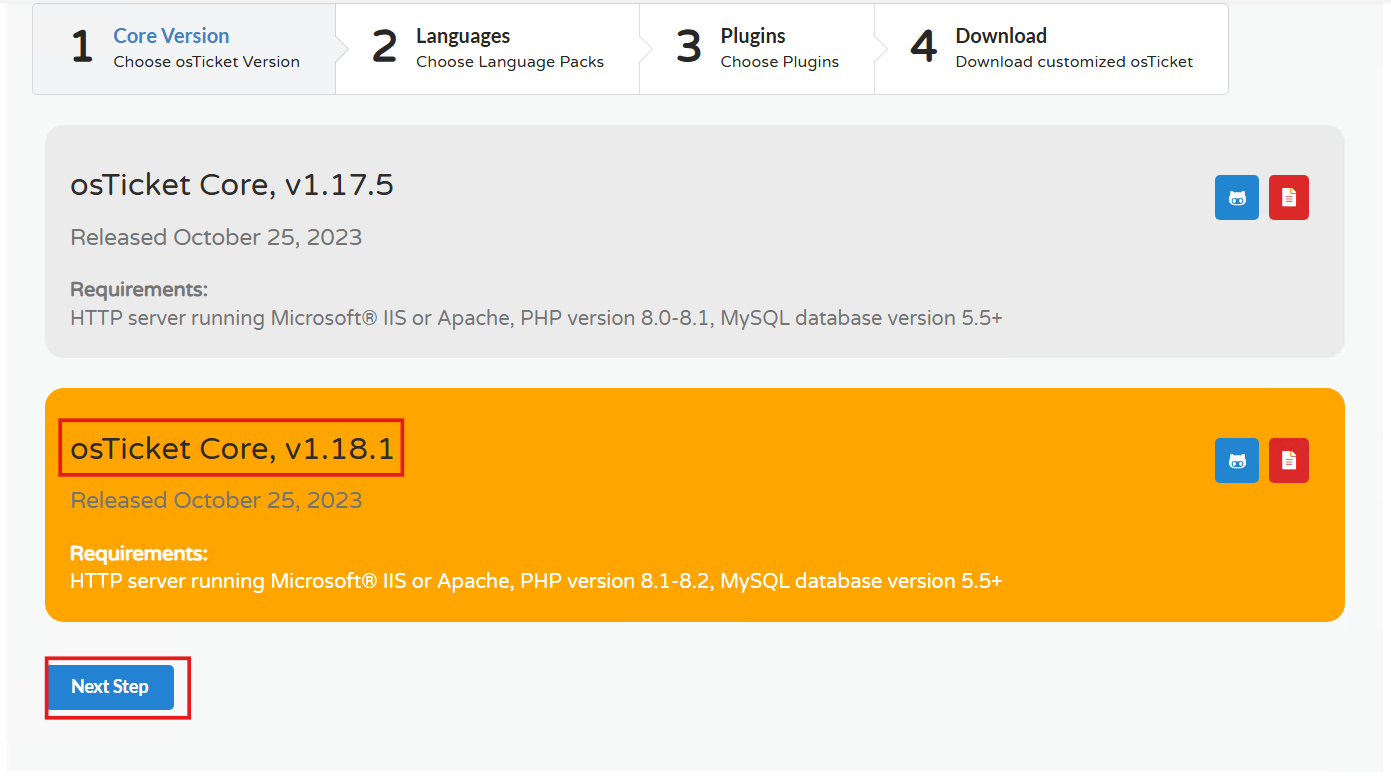 1 Core Version
Choose osTicket Version
2 Languages
Choose Language Packs
3 Plugins
Choose Plugins
4 Download
Download customized osTicket
osTicket Core, v1.17.5
Released October 25, 2023
Requirements:
HTTP server running Microsoft® IIS or Apache, PHP version 8.0-8.1, MySQL database version 5.5+
osTicket Core, v1.18.1
Released October 25, 2023
Requirements:
HTTP server running Microsoft® IIS or Apache, PHP version 8.1-8.2, MySQL database version 5.5+
Next Step